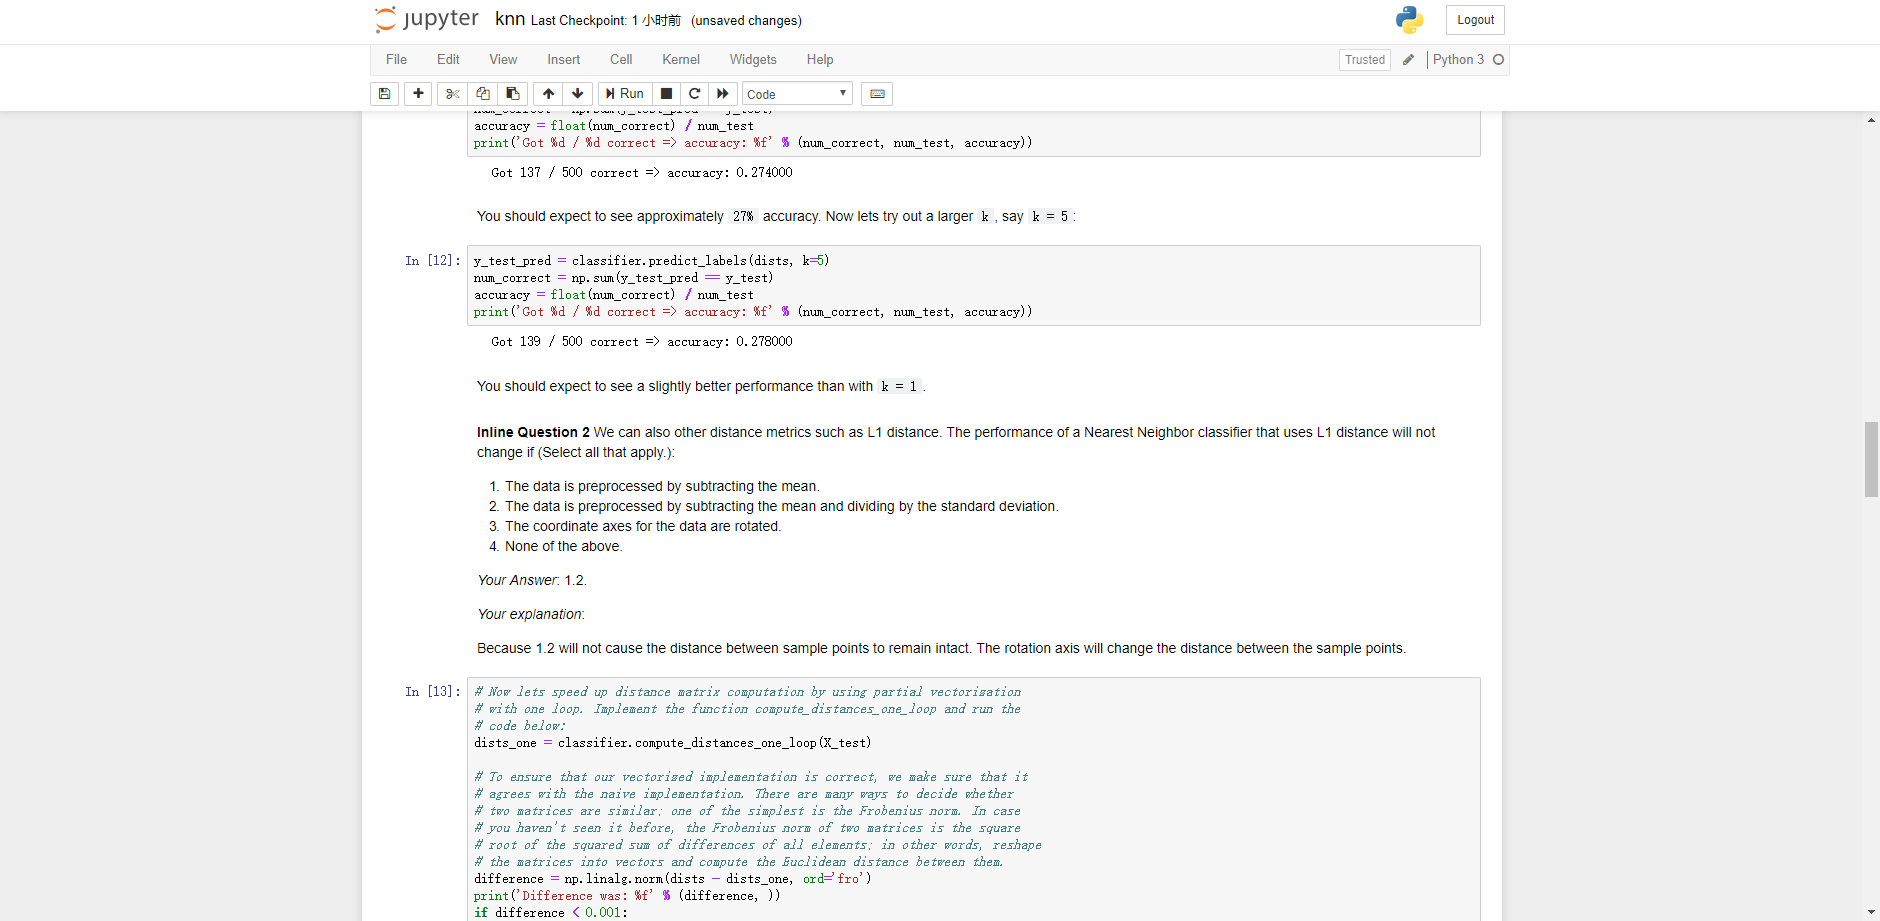 jupyter knn Last Checkpoint: 1 小时前 (unsaved changes) Logout
File Edit View Insert Cell Kernel Widgets Help Trusted Python 3
Run Code
accuracy = float(num_correct) / num_test
print('Got %d / %d correct => accuracy: %f' % (num_correct, num_test, accuracy))
Got 137 / 500 correct => accuracy: 0.274000
You should expect to see approximately 27% accuracy. Now lets try out a larger k , say k = 5 :
In [12]: y_test_pred = classifier.predict_labels(dists, k=5)
num_correct = np.sum(y_test_pred == y_test)
accuracy = float(num_correct) / num_test
print('Got %d / %d correct => accuracy: %f' % (num_correct, num_test, accuracy))
Got 139 / 500 correct => accuracy: 0.278000
You should expect to see a slightly better performance than with k = 1 .
Inline Question 2 We can also other distance metrics such as L1 distance. The performance of a Nearest Neighbor classifier that uses L1 distance will not
change if (Select all that apply.):
1. The data is preprocessed by subtracting the mean.
2. The data is preprocessed by subtracting the mean and dividing by the standard deviation.
3. The coordinate axes for the data are rotated.
4. None of the above.
Your Answer: 1.2.
Your explanation:
Because 1.2 will not cause the distance between sample points to remain intact. The rotation axis will change the distance between the sample points.
In [13]: # Now lets speed up distance matrix computation by using partial vectorization
# with one loop. Implement the function compute_distances_one_loop and run the
# code below:
dists_one = classifier.compute_distances_one_loop(X_test)
# To ensure that our vectorized implementation is correct, we make sure that it
# agrees with the naive implementation. There are many ways to decide whether
# two matrices are similar; one of the simplest is the Frobenius norm. In case
# you haven't seen it before, the Frobenius norm of two matrices is the square
# root of the squared sum of differences of all elements; in other words, reshape
# the matrices into vectors and compute the Euclidean distance between them.
difference = np.linalg.norm(dists - dists_one, ord='fro')
print('Difference was: %f' % (difference, ))
if difference < 0.001: